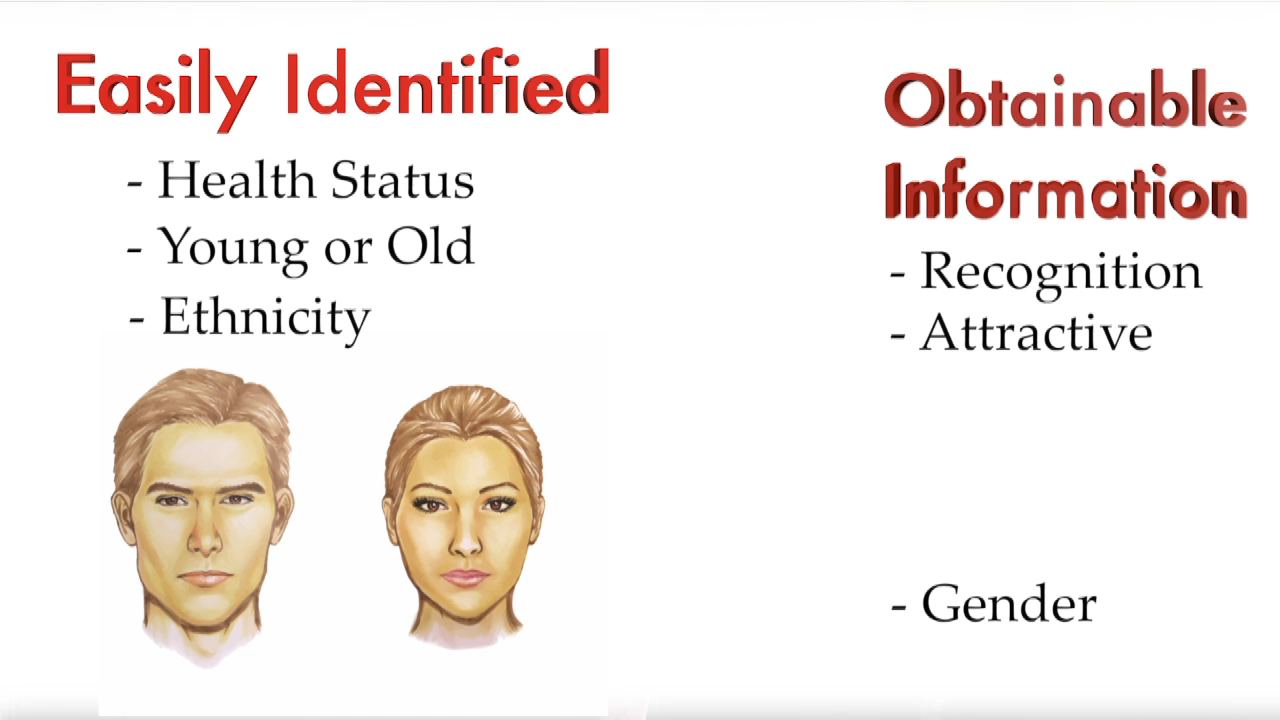 Easily Identified
- Health Status
- Young or Old
- Ethnicity
Obtainable
Information
- Recognition
- Attractive
- Gender